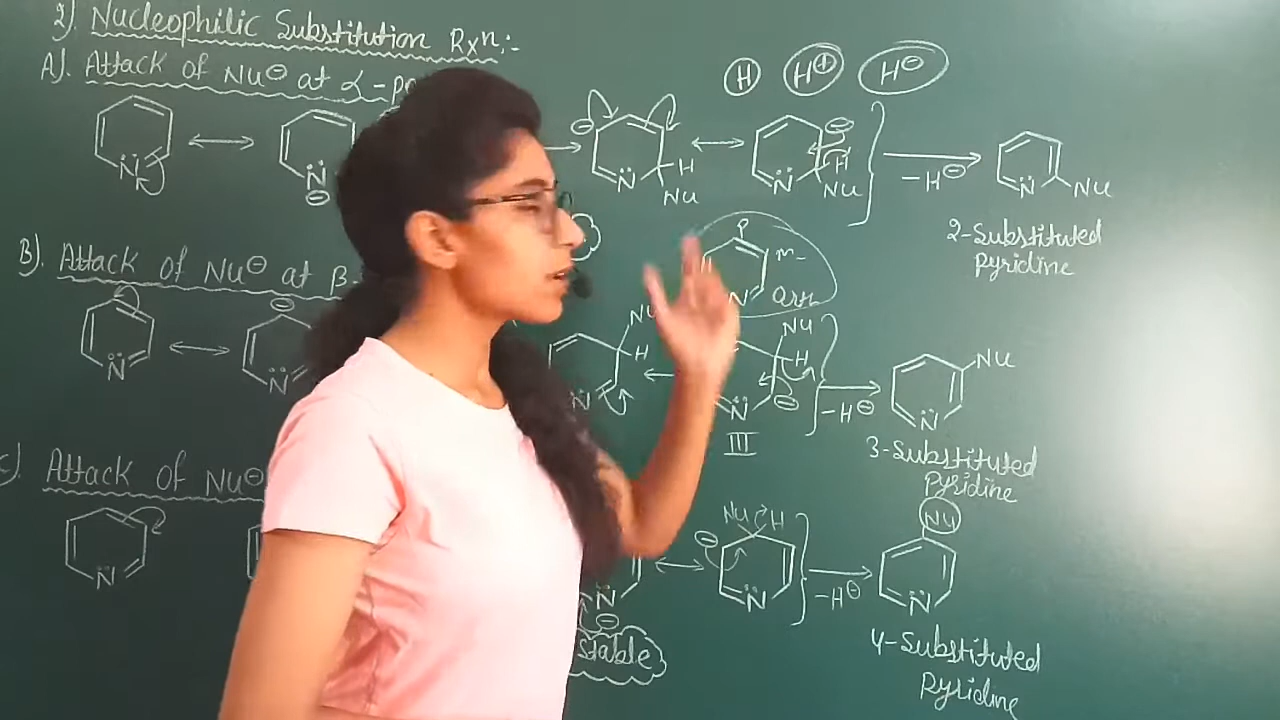 2). Nucleophilic Substitution Rxⁿ:-
A). Attack of Nu⊖ at α-po
H H⊕ H⊖
N̈ N̈ ⊖ ⊖ N̈ H Nu N̈ ⊖ H Nu -H⊖ N̈ Nu
2-Substituted
pyridine
P m- N Orth
B). Attack of Nu⊖ at β-
N̈ ⊖ N̈ Nu H N̈ Nu H ⊖ N̈ -H⊖ Nu N̈
III
3-Substituted
Pyridine
C). Attack of Nu⊖
N̈ N̈ ⊖ Nu H ⊖ N̈ -H⊖ Nu N̈
stable
4-Substituted
Pyridine